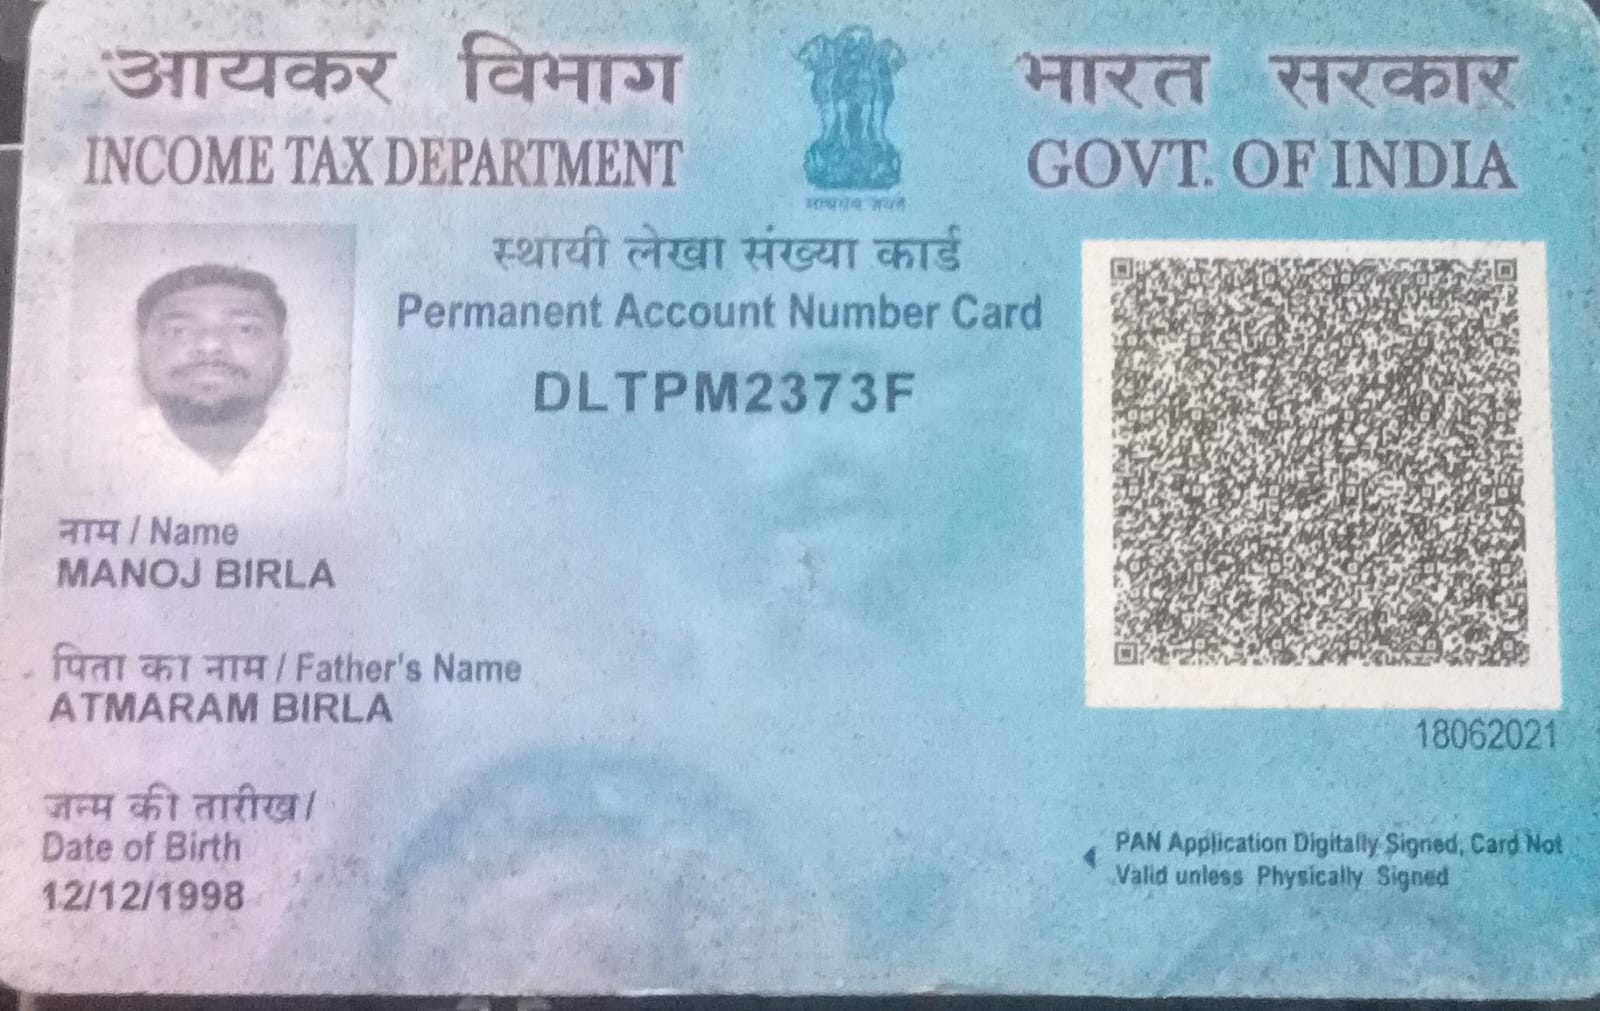 आयकर विभाग
INCOME TAX DEPARTMENT
भारत सरकार
GOVT. OF INDIA
स्थायी लेखा संख्या कार्ड
Permanent Account Number Card
DLTPM2373F
नाम / Name
MANOJ BIRLA
पिता का नाम / Father's Name
ATMARAM BIRLA
जन्म की तारीख/
Date of Birth
12/12/1998
18062021
PAN Application Digitally Signed, Card Not
Valid unless Physically Signed